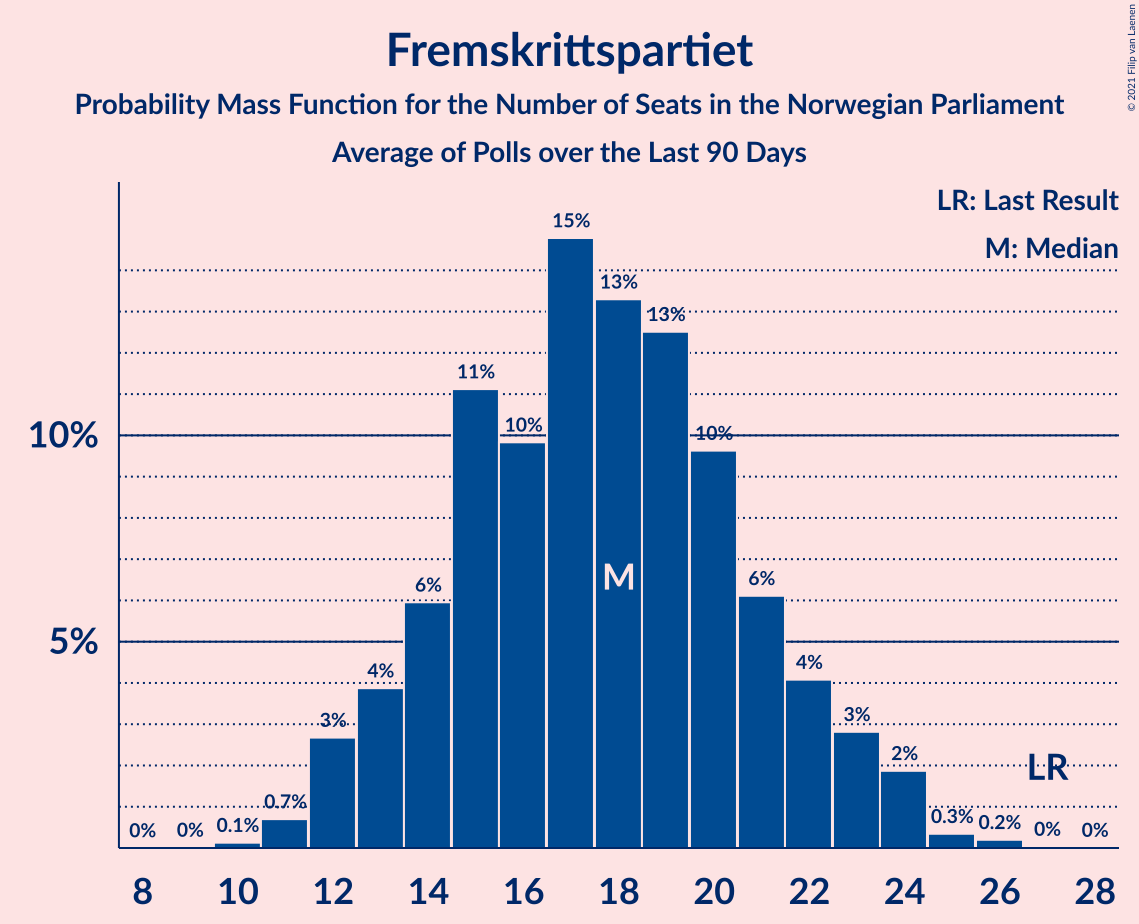 Fremskrittspartiet
Probability Mass Function for the Number of Seats in the Norwegian Parliament
Average of Polls over the Last 90 Days
© 2021 Filip van Laenen
LR: Last Result
M: Median
10%
5%
0% 0% 0.1% 0.7% 3% 4% 6% 11% 10% 15% 13% 13% 10% 6% 4% 3% 2% 0.3% 0.2% 0% 0%
M
LR
8 10 12 14 16 18 20 22 24 26 28